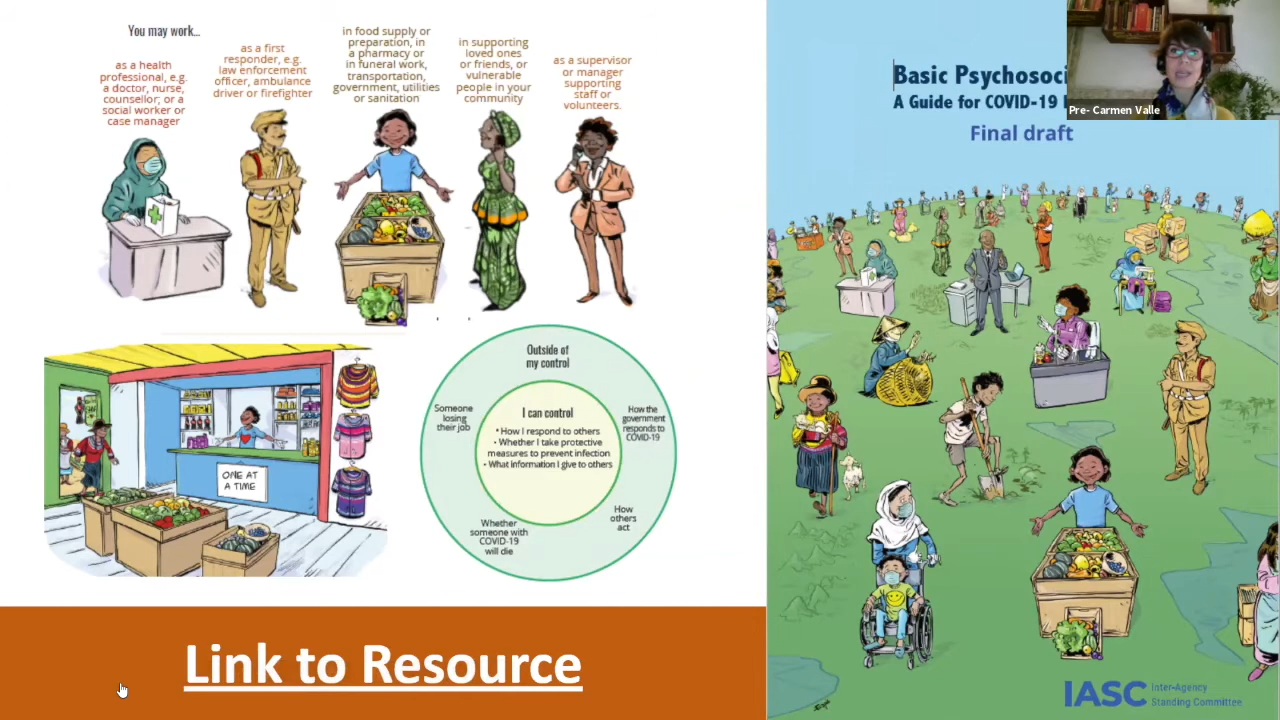 You may work...
as a health
professional, e.g.
a doctor, nurse,
counsellor; or a
social worker or
case manager
as a first
responder, e.g.
law enforcement
officer, ambulance
driver or firefighter
in food supply or
preparation, in
a pharmacy or
in funeral work,
transportation,
government, utilities
or sanitation
in supporting
loved ones
or friends, or
vulnerable
people in your
community
as a supervisor
or manager
supporting
staff or
volunteers.
ONE AT
A TIME
Outside of
my control
Someone
losing
their job
How the
government
responds to
COVID-19
I can control
• How I respond to others
• Whether I take protective
measures to prevent infection
• What information I give to others
Whether
someone with
COVID-19
will die
How
others
act
Link to Resource
Basic Psychosoci
A Guide for COVID-19
Final draft
Pre- Carmen Valle
IASC Inter-Agency
Standing Committee